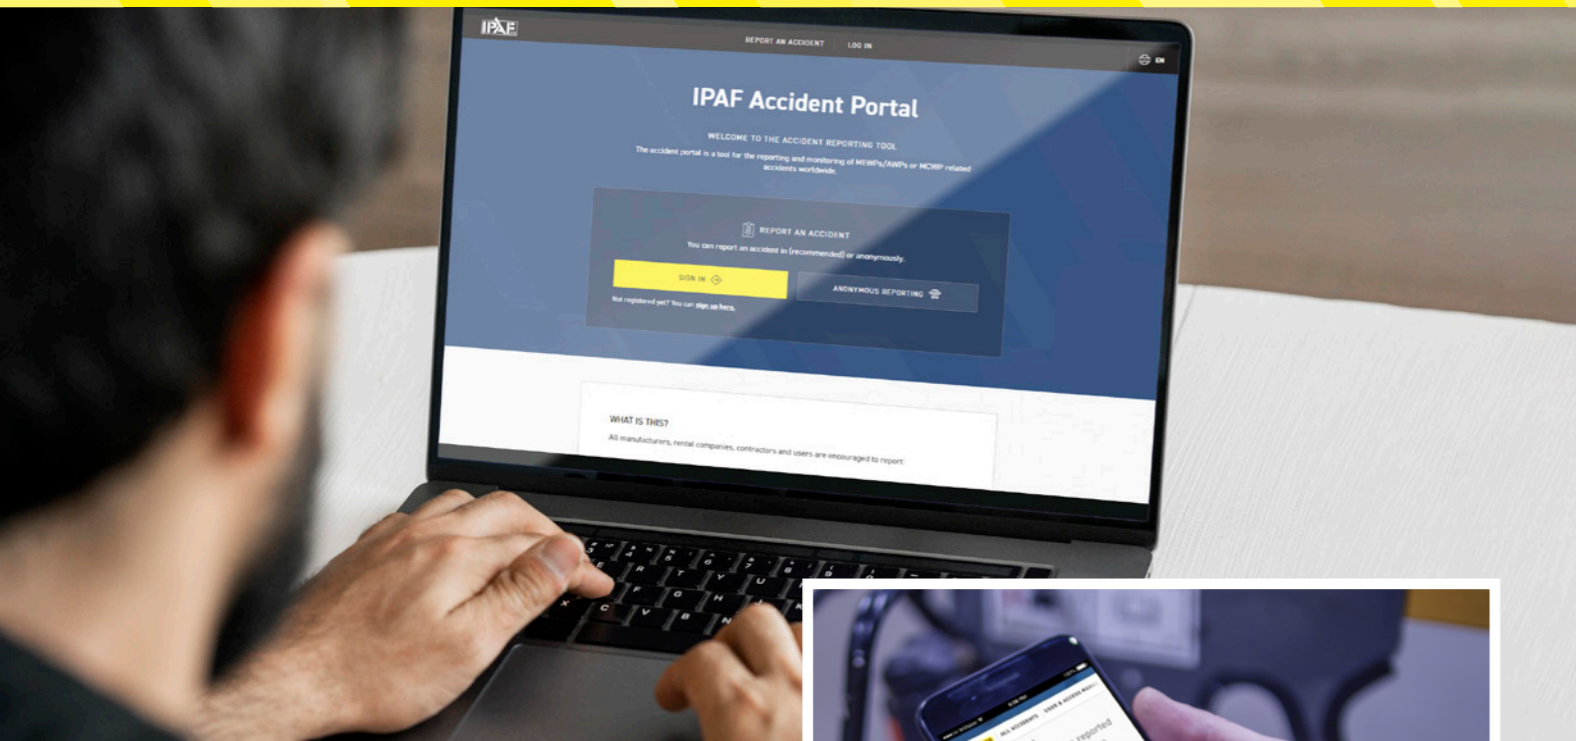 IPAF
REPORT AN ACCIDENT LOG IN
EN
IPAF Accident Portal
WELCOME TO THE ACCIDENT REPORTING TOOL
The accident portal is a tool for the reporting and monitoring of MEWPs/AWPs or MCWP related
accidents worldwide.
REPORT AN ACCIDENT
You can report an accident in (recommended) or anonymously.
SIGN IN
ANONYMOUS REPORTING
Not registered yet? You can sign up here.
WHAT IS THIS?
All manufacturers, rental companies, contractors and users are encouraged to report:
E R T Y U
F G H J K
X C V B N
ALL ACCIDENTS USER & ACCESS
reported